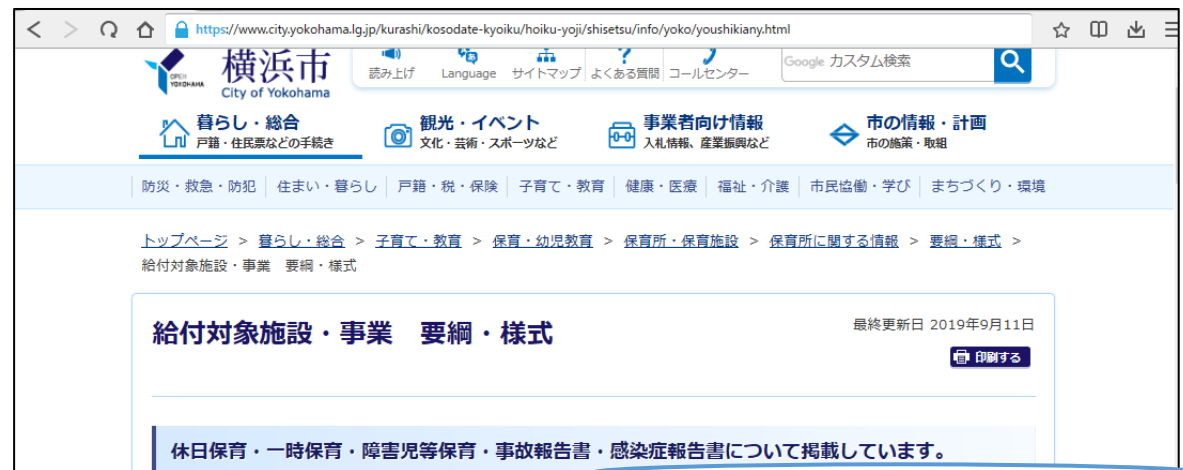 https://www.city.yokohama.lg.jp/kurashi/kosodate-kyoiku/hoiku-yoji/shisetsu/info/yoko/youshikiany.html
OPEN YOKOHAMA
横浜市
City of Yokohama
読み上げ Language サイトマップ よくある質問 コールセンター
Google カスタム検索
暮らし・総合
戸籍・住民票などの手続き
観光・イベント
文化・芸術・スポーツなど
事業者向け情報
入札情報、産業振興など
市の情報・計画
市の施策・取組
防災・救急・防犯 住まい・暮らし 戸籍・税・保険 子育て・教育 健康・医療 福祉・介護 市民協働・学び まちづくり・環境
トップページ > 暮らし・総合 > 子育て・教育 > 保育・幼児教育 > 保育所・保育施設 > 保育所に関する情報 > 要綱・様式 >
給付対象施設・事業　要綱・様式
給付対象施設・事業　要綱・様式
最終更新日 2019年9月11日
印刷する
休日保育・一時保育・障害児等保育・事故報告書・感染症報告書について掲載しています。